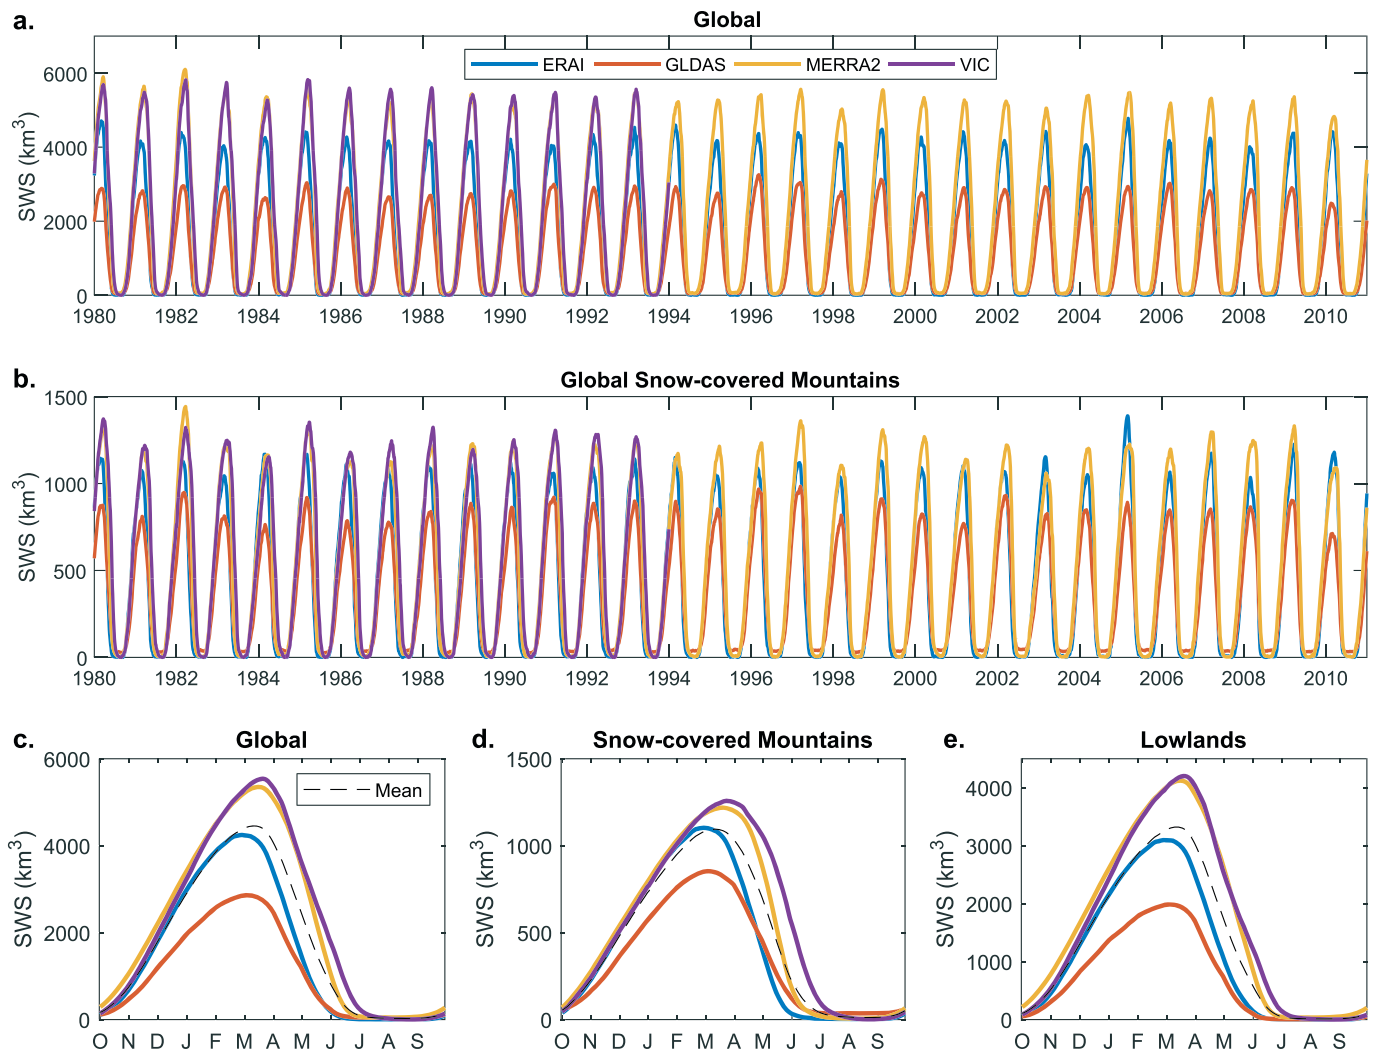 a. Global
ERAI GLDAS MERRA2 VIC
SWS (km3)
6000
4000
2000
0
1980 1982 1984 1986 1988 1990 1992 1994 1996 1998 2000 2002 2004 2006 2008 2010
b. Global Snow-covered Mountains
SWS (km3)
1500
1000
500
0
1980 1982 1984 1986 1988 1990 1992 1994 1996 1998 2000 2002 2004 2006 2008 2010
c. Global
Mean
SWS (km3)
6000
4000
2000
0
O N D J F M A M J J A S
d. Snow-covered Mountains
SWS (km3)
1500
1000
500
0
O N D J F M A M J J A S
e. Lowlands
SWS (km3)
4000
3000
2000
1000
0
O N D J F M A M J J A S